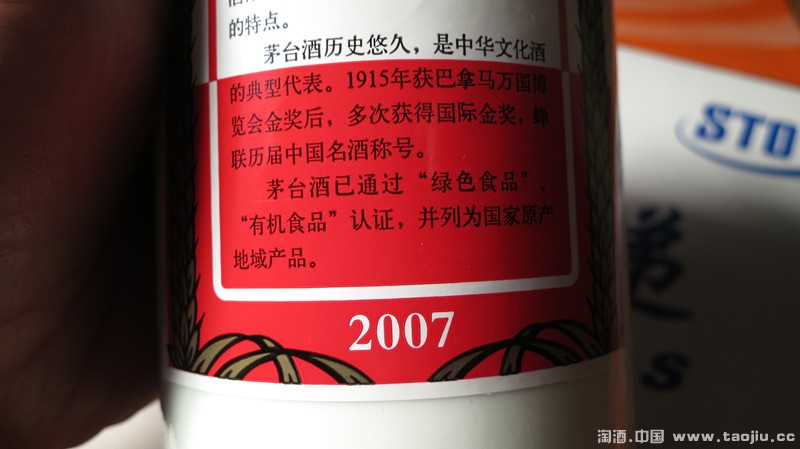 的特点。
茅台酒历史悠久，是中华文化酒
的典型代表。1915年获巴拿马万国博
览会金奖后，多次获得国际金奖，蝉
联历届中国名酒称号。
茅台酒已通过“绿色食品”、
“有机食品”认证，并列为国家原产
地域产品。
2007
STO
递
s
淘酒.中国 www.taojiu.cc